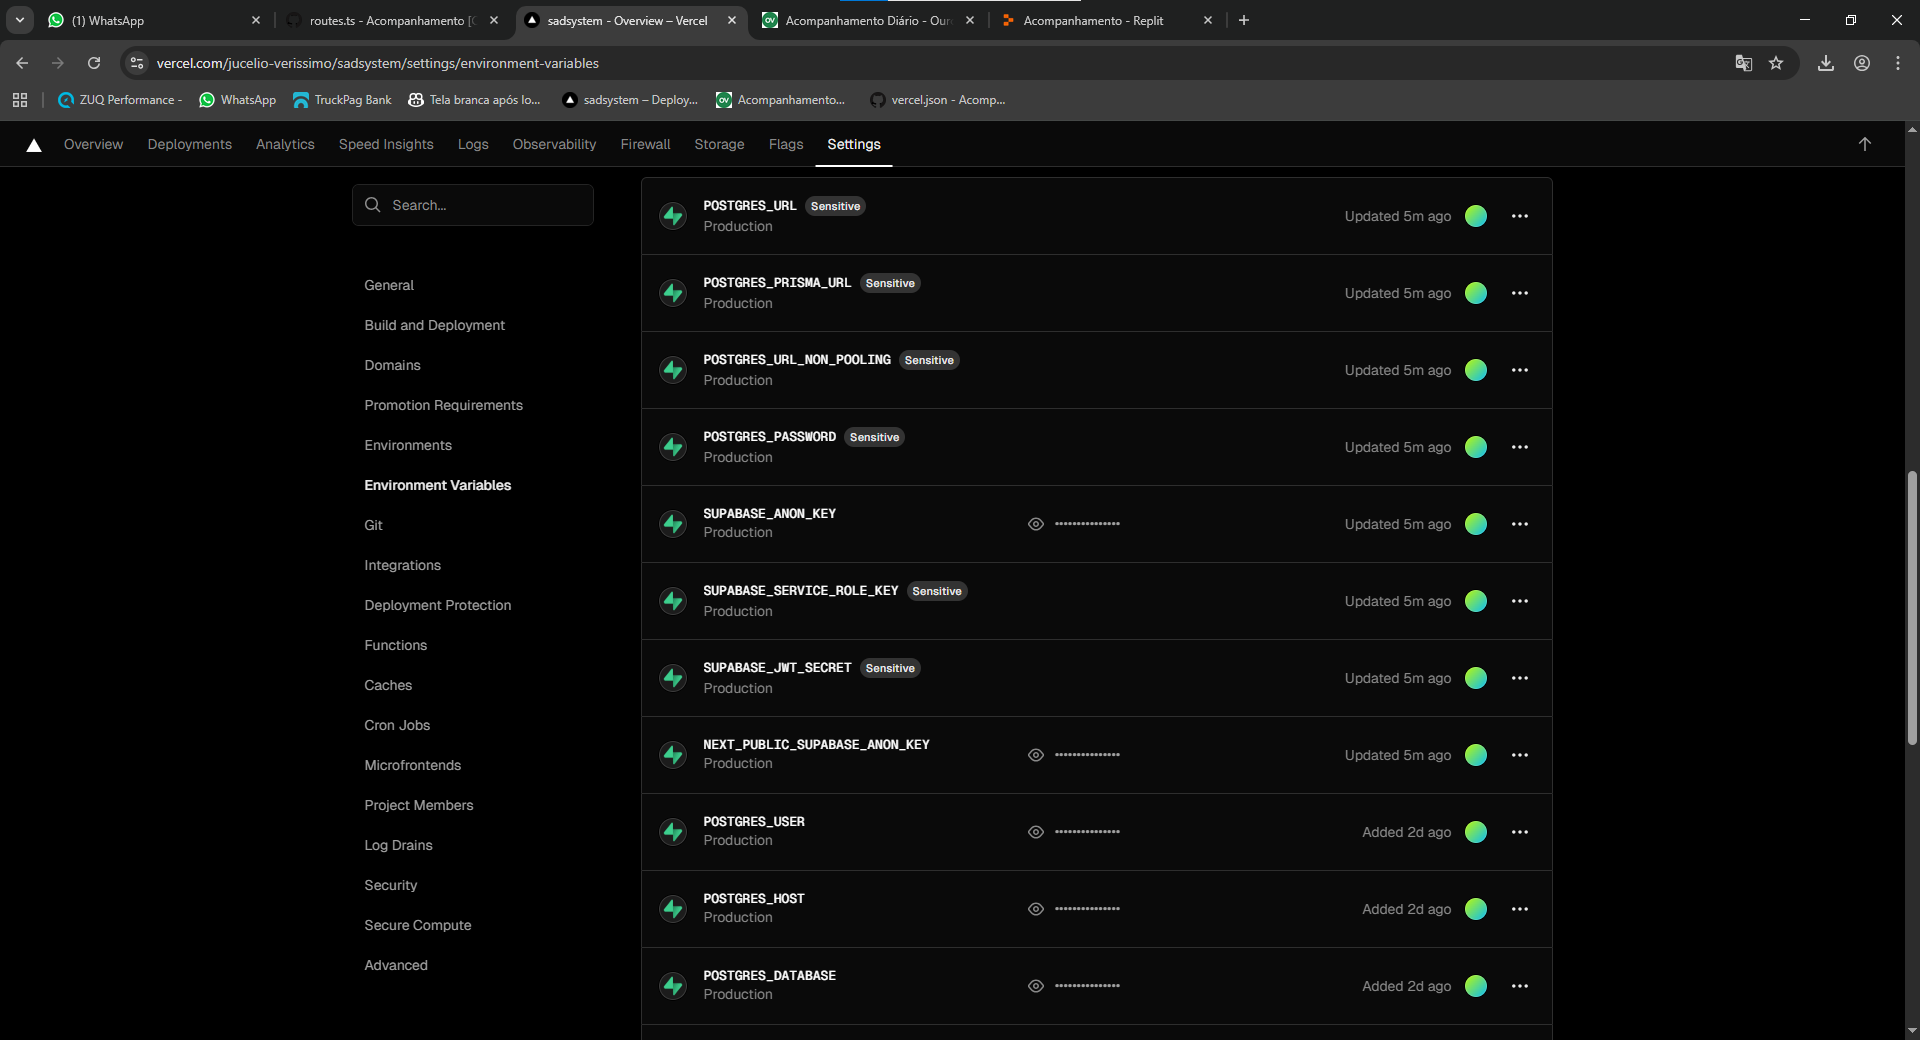 (1) WhatsApp
routes.ts - Acompanhamento [
sadsystem - Overview – Vercel
Acompanhamento Diário - Ouro
Acompanhamento - Replit
vercel.com/jucelio-verissimo/sadsystem/settings/environment-variables
ZUQ Performance -
WhatsApp
TruckPag Bank
Tela branca após lo...
sadsystem – Deploy...
OV
Acompanhamento...
vercel.json - Acomp...
Overview
Deployments
Analytics
Speed Insights
Logs
Observability
Firewall
Storage
Flags
Settings
Search...
General
Build and Deployment
Domains
Promotion Requirements
Environments
Environment Variables
Git
Integrations
Deployment Protection
Functions
Caches
Cron Jobs
Microfrontends
Project Members
Log Drains
Security
Secure Compute
Advanced
POSTGRES_URL Sensitive
Production
Updated 5m ago
POSTGRES_PRISMA_URL Sensitive
Production
Updated 5m ago
POSTGRES_URL_NON_POOLING Sensitive
Production
Updated 5m ago
POSTGRES_PASSWORD Sensitive
Production
Updated 5m ago
SUPABASE_ANON_KEY
Production
•••••••••••••••
Updated 5m ago
SUPABASE_SERVICE_ROLE_KEY Sensitive
Production
Updated 5m ago
SUPABASE_JWT_SECRET Sensitive
Production
Updated 5m ago
NEXT_PUBLIC_SUPABASE_ANON_KEY
Production
•••••••••••••••
Updated 5m ago
POSTGRES_USER
Production
•••••••••••••••
Added 2d ago
POSTGRES_HOST
Production
•••••••••••••••
Added 2d ago
POSTGRES_DATABASE
Production
•••••••••••••••
Added 2d ago